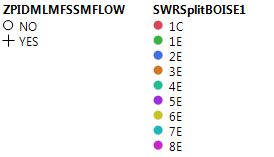 ZPIDMLMFSSMFLOW
NO
YES
SWRSplitBOISE1
1C
1E
2E
3E
4E
5E
6E
7E
8E